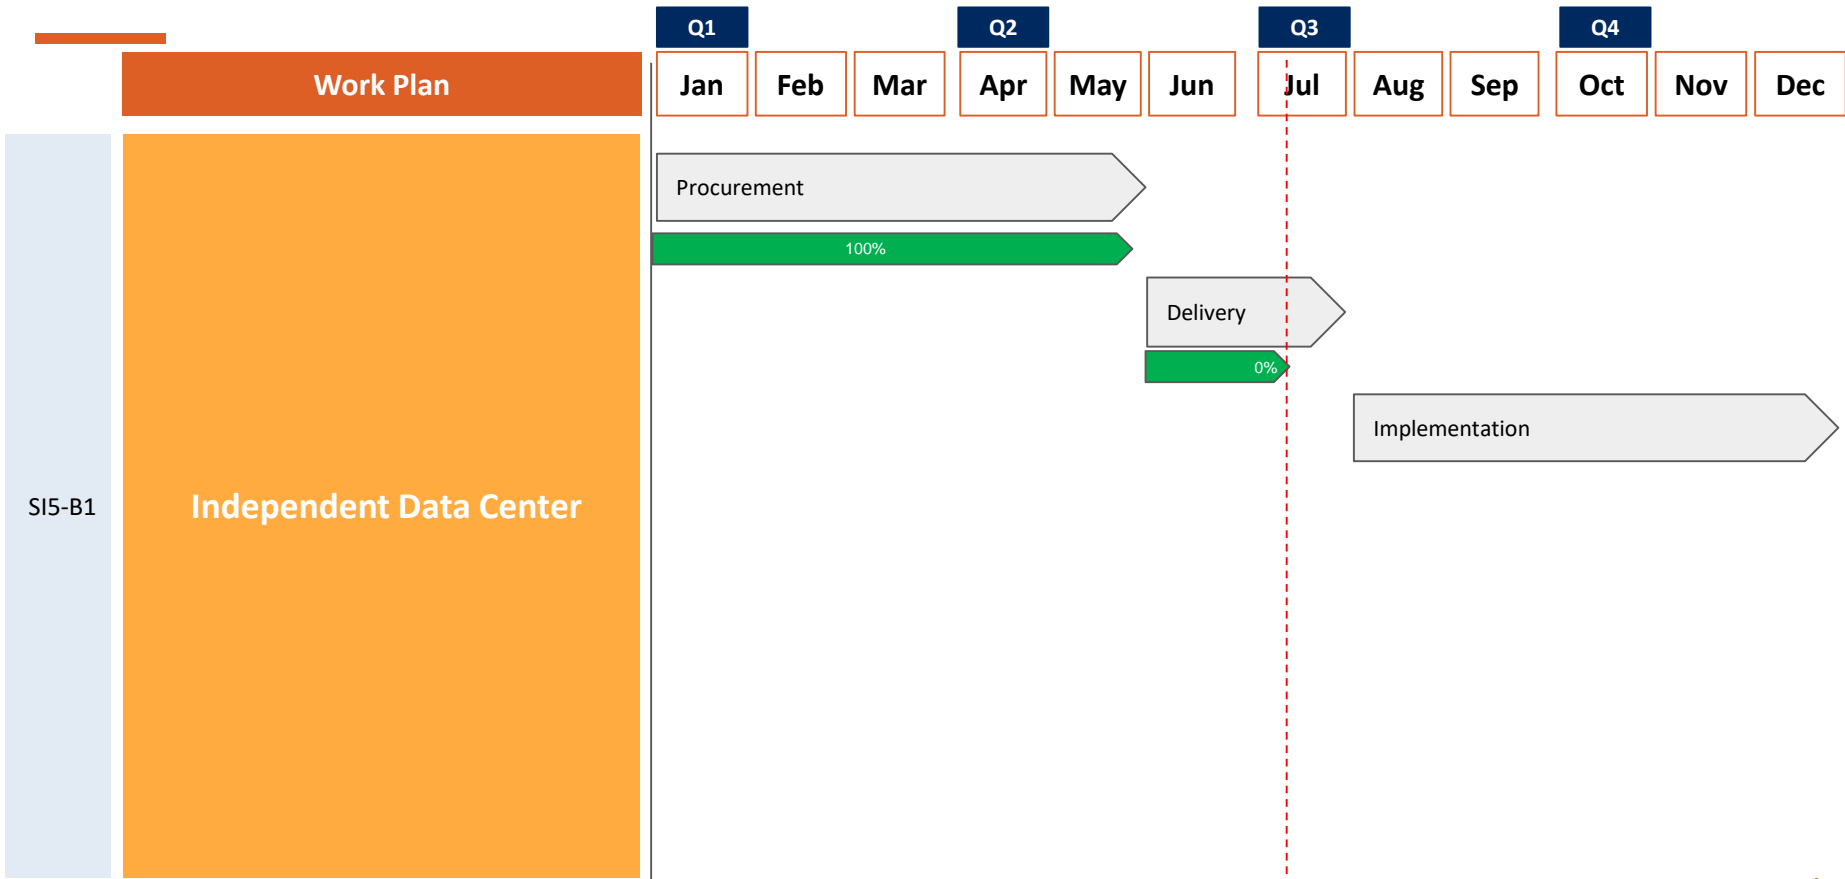 Q1 Q2 Q3 Q4
Work Plan Jan Feb Mar Apr May Jun Jul Aug Sep Oct Nov Dec
Procurement
100%
Delivery
0%
Implementation
SI5-B1 Independent Data Center